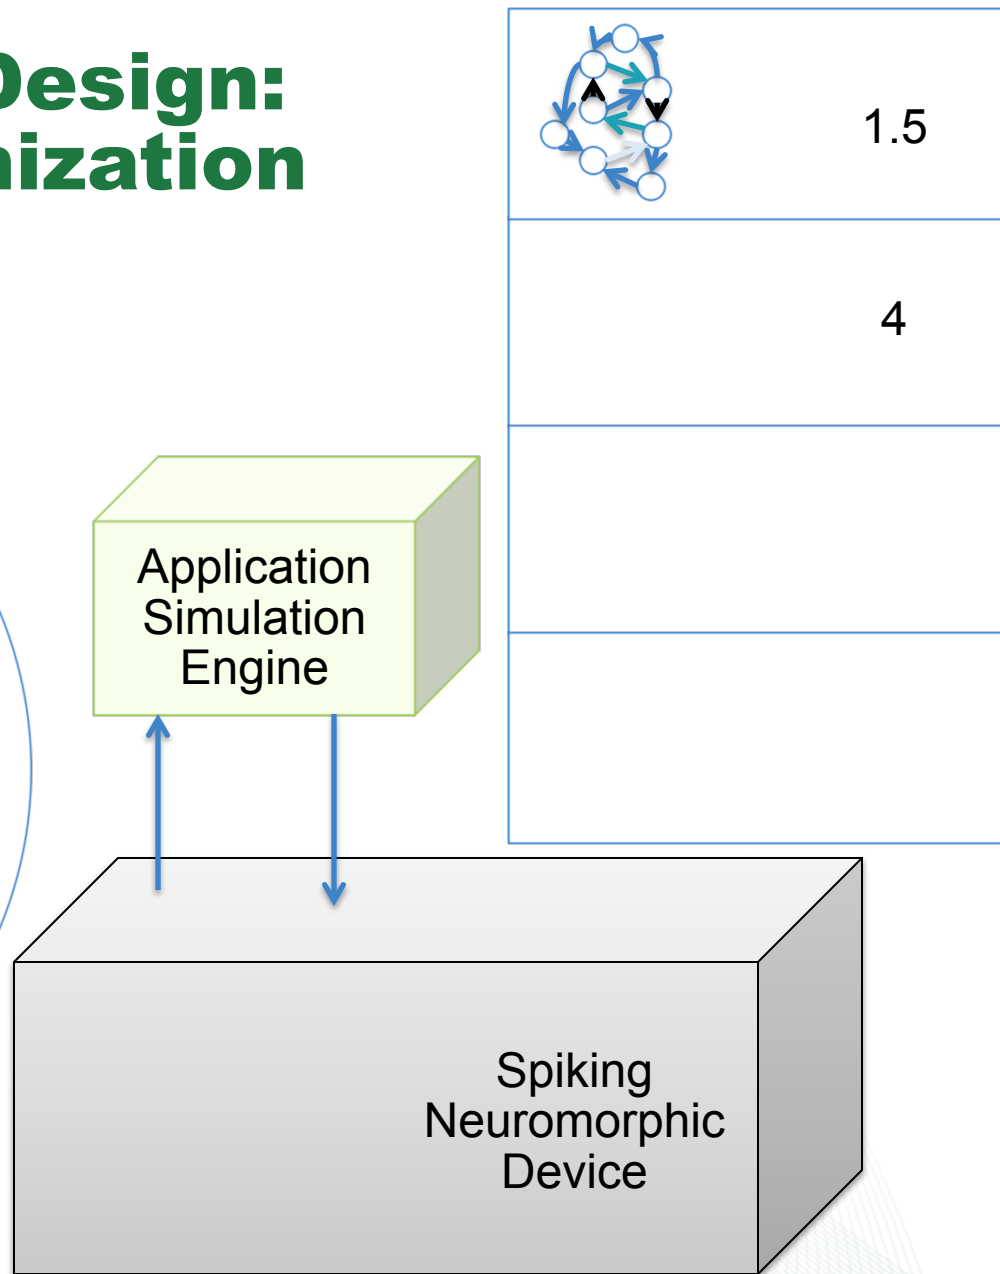 Design:
nization
1.5
4
Application
Simulation
Engine
Spiking
Neuromorphic
Device